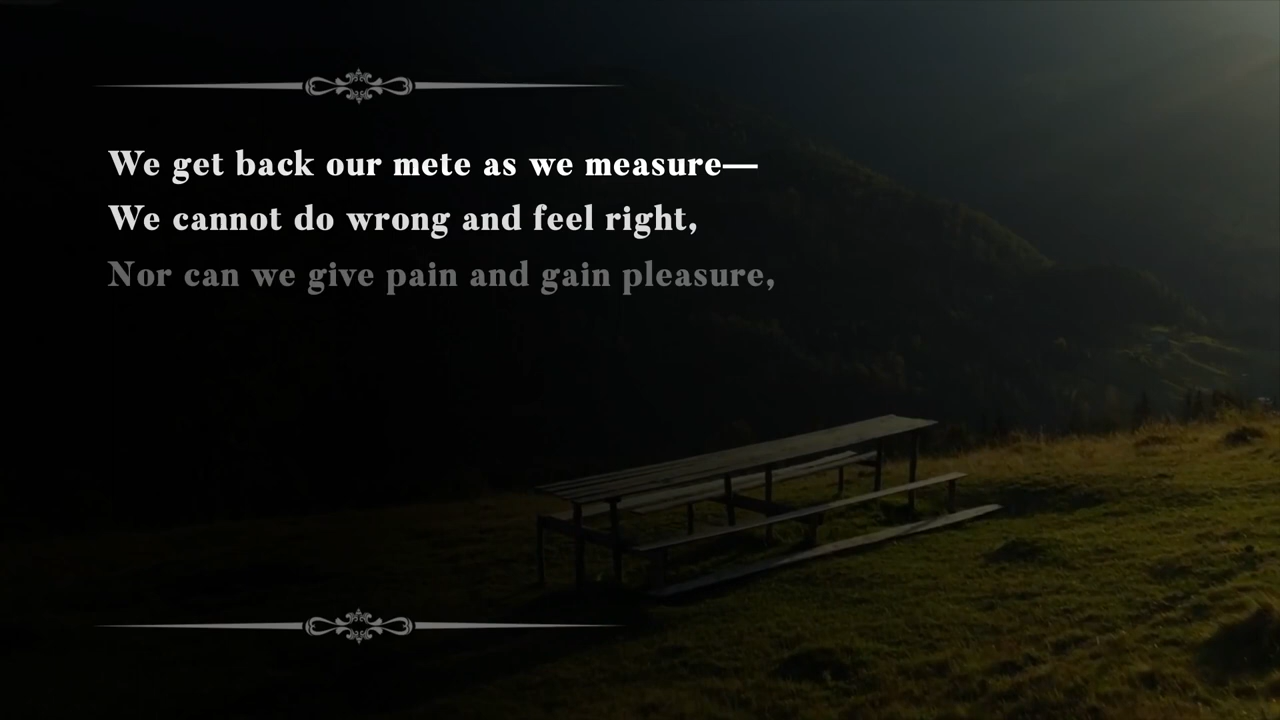 We get back our mete as we measure—
We cannot do wrong and feel right,
Nor can we give pain and gain pleasure,